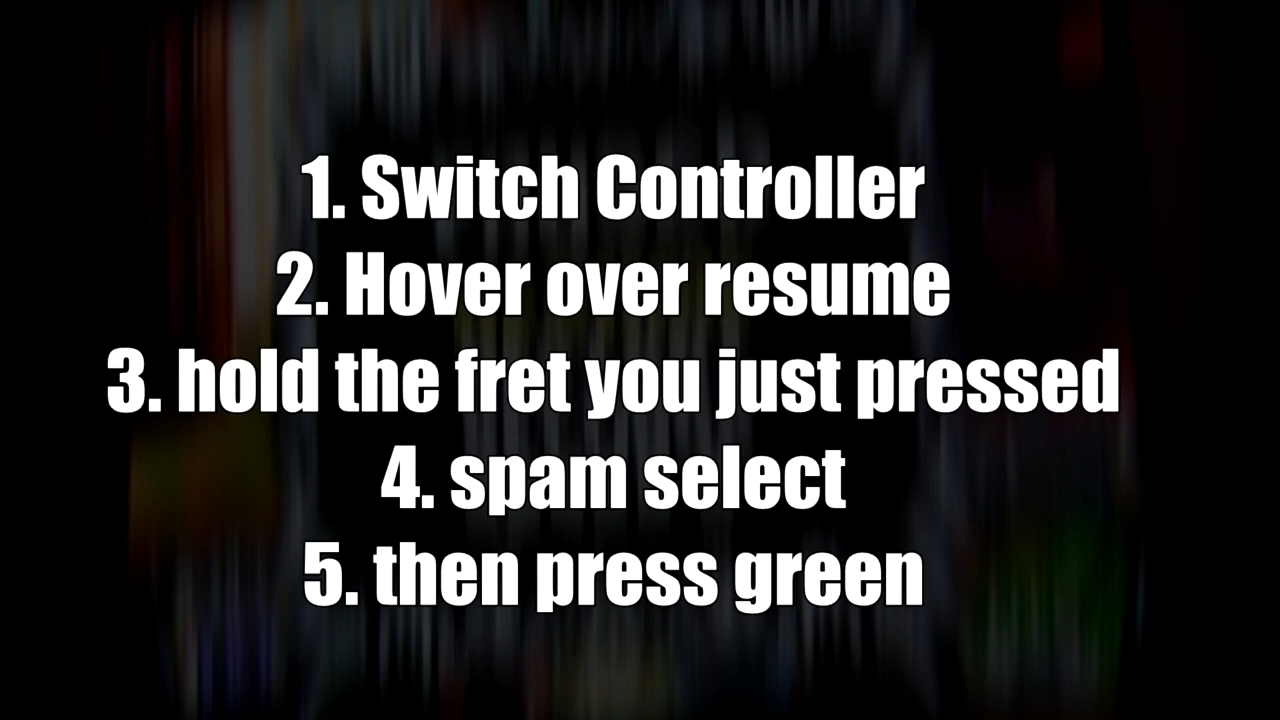 1. Switch Controller
2. Hover over resume
3. hold the fret you just pressed
4. spam select
5. then press green